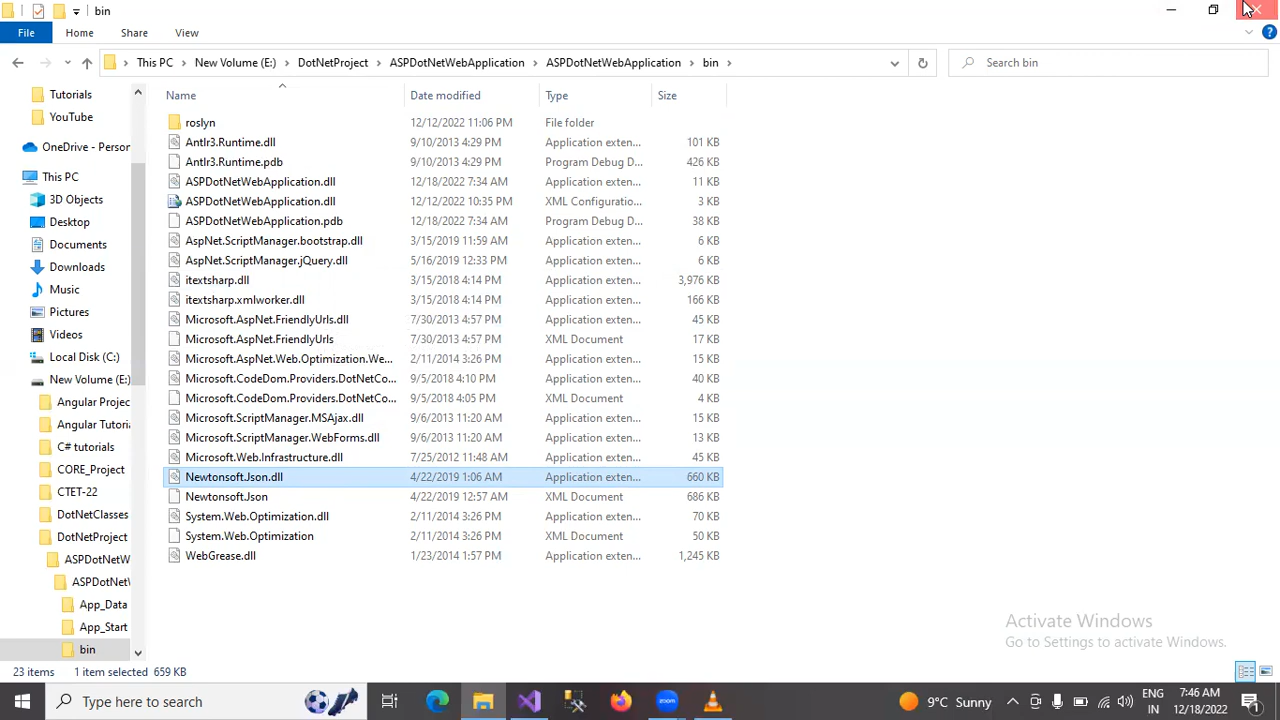 bin
File Home Share View
This PC New Volume (E:) DotNetProject ASPDotNetWebApplication ASPDotNetWebApplication bin Search bin
Name Date modified Type Size
Tutorials
YouTube
OneDrive - Person
This PC
3D Objects
Desktop
Documents
Downloads
Music
Pictures
Videos
Local Disk (C:)
New Volume (E:)
Angular Projec
Angular Tutoria
C# tutorials
CORE_Project
CTET-22
DotNetClasses
DotNetProject
ASPDotNetW
ASPDotNetW
App_Data
App_Start
bin
roslyn 12/12/2022 11:06 PM File folder
Antlr3.Runtime.dll 9/10/2013 4:29 PM Application exten... 101 KB
Antlr3.Runtime.pdb 9/10/2013 4:29 PM Program Debug D... 426 KB
ASPDotNetWebApplication.dll 12/18/2022 7:34 AM Application exten... 11 KB
ASPDotNetWebApplication.dll 12/12/2022 10:35 PM XML Configuratio... 3 KB
ASPDotNetWebApplication.pdb 12/18/2022 7:34 AM Program Debug D... 38 KB
AspNet.ScriptManager.bootstrap.dll 3/15/2019 11:59 AM Application exten... 6 KB
AspNet.ScriptManager.jQuery.dll 5/16/2019 12:33 PM Application exten... 6 KB
itextsharp.dll 3/15/2018 4:14 PM Application exten... 3,976 KB
itextsharp.xmlworker.dll 3/15/2018 4:14 PM Application exten... 166 KB
Microsoft.AspNet.FriendlyUrls.dll 7/30/2013 4:57 PM Application exten... 45 KB
Microsoft.AspNet.FriendlyUrls 7/30/2013 4:57 PM XML Document 17 KB
Microsoft.AspNet.Web.Optimization.We... 2/11/2014 3:26 PM Application exten... 15 KB
Microsoft.CodeDom.Providers.DotNetCo... 9/5/2018 4:10 PM Application exten... 40 KB
Microsoft.CodeDom.Providers.DotNetCo... 9/5/2018 4:05 PM XML Document 4 KB
Microsoft.ScriptManager.MSAjax.dll 9/6/2013 11:20 AM Application exten... 15 KB
Microsoft.ScriptManager.WebForms.dll 9/6/2013 11:20 AM Application exten... 13 KB
Microsoft.Web.Infrastructure.dll 7/25/2012 11:48 AM Application exten... 45 KB
Newtonsoft.Json.dll 4/22/2019 1:06 AM Application exten... 660 KB
Newtonsoft.Json 4/22/2019 12:57 AM XML Document 686 KB
System.Web.Optimization.dll 2/11/2014 3:26 PM Application exten... 70 KB
System.Web.Optimization 2/11/2014 3:26 PM XML Document 50 KB
WebGrease.dll 1/23/2014 1:57 PM Application exten... 1,245 KB
Activate Windows
Go to Settings to activate Windows.
23 items 1 item selected 659 KB
Type here to search
zoom
9°C Sunny
ENG
IN
7:46 AM
12/18/2022
1